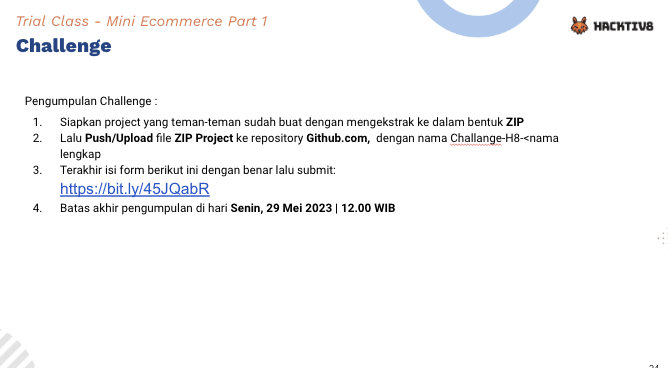 Trial Class - Mini Ecommerce Part 1
HACKTIV8
Challenge
Pengumpulan Challenge :
1. Siapkan project yang teman-teman sudah buat dengan mengekstrak ke dalam bentuk ZIP
2. Lalu Push/Upload file ZIP Project ke repository Github.com, dengan nama Challange-H8-<nama
lengkap
3. Terakhir isi form berikut ini dengan benar lalu submit:
https://bit.ly/45JQabR
4. Batas akhir pengumpulan di hari Senin, 29 Mei 2023 | 12.00 WIB